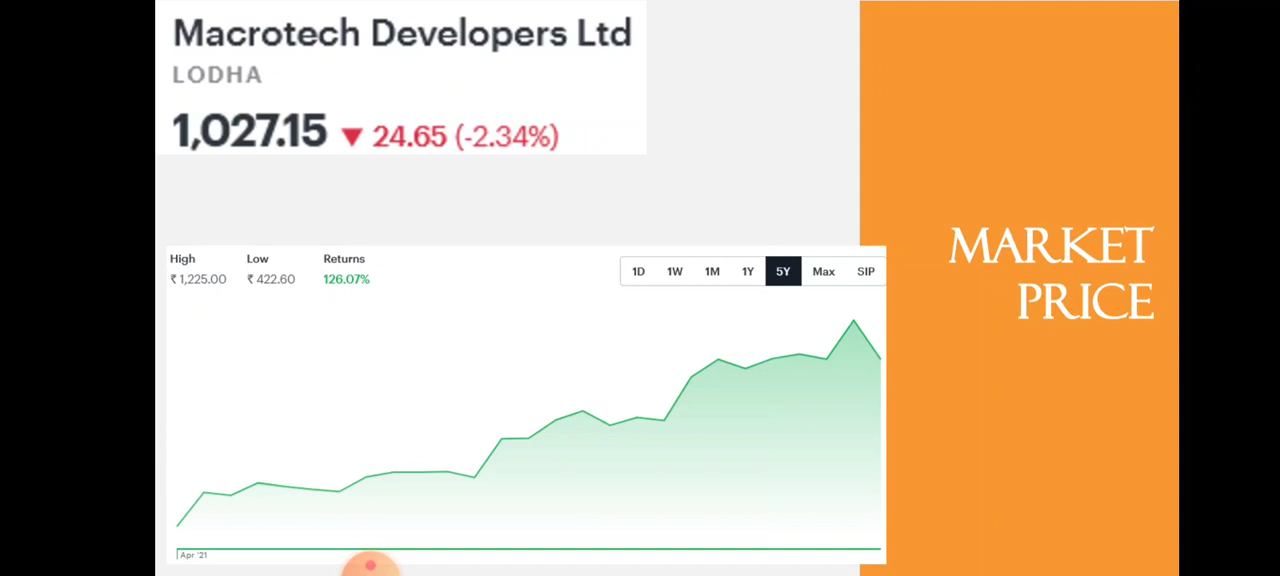 Macrotech Developers Ltd
LODHA
1,027.15 ▼ 24.65 (-2.34%)
MARKET
PRICE
High Low Returns
₹ 1,225.00 ₹ 422.60 126.07%
1D 1W 1M 1Y 5Y Max SIP
Apr '21